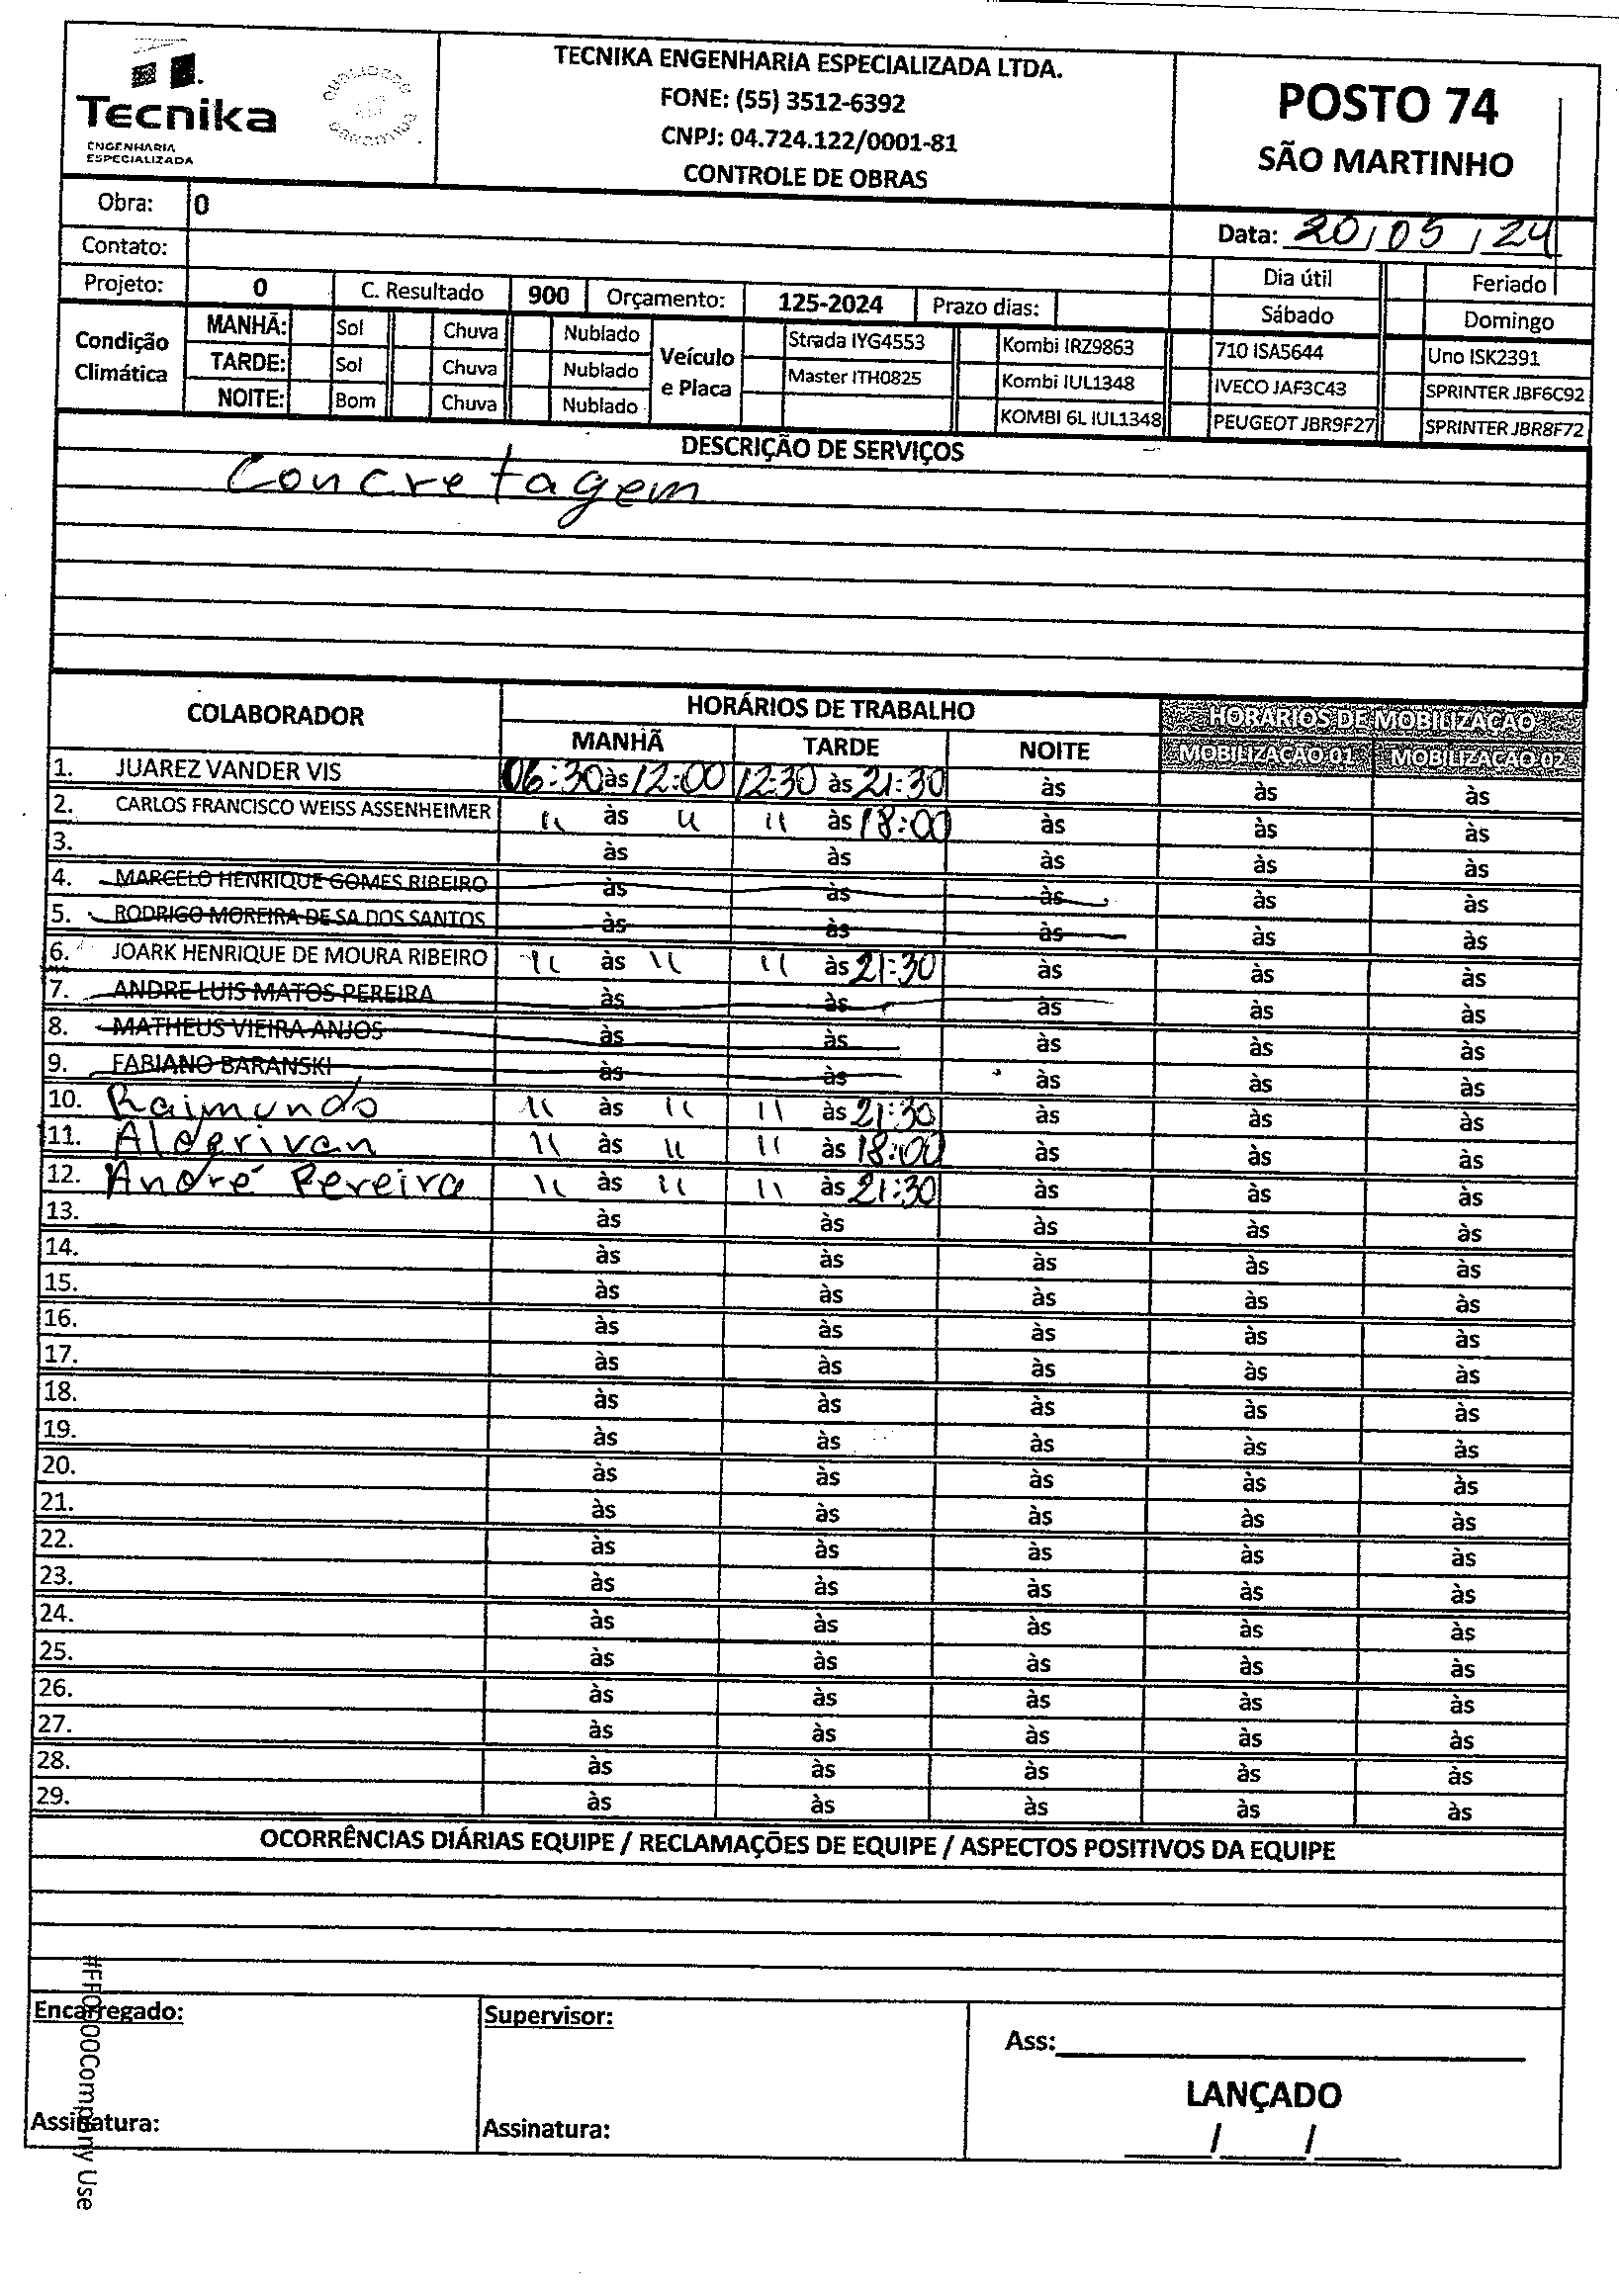 Tecnika
ENGENHARIA
ESPECIALIZADA
TECNIKA ENGENHARIA ESPECIALIZADA LTDA.
FONE: (55) 3512-6392
CNPJ: 04.724.122/0001-81
CONTROLE DE OBRAS
POSTO 74
SÃO MARTINHO
Obra: 0
Data: 20/05/24
Contato:
Dia útil Feriado
Projeto: 0 C. Resultado 900 Orçamento: 125-2024 Prazo dias: Sábado Domingo
Condição Climática
MANHÃ: Sol Chuva Nublado
TARDE: Sol Chuva Nublado
NOITE: Bom Chuva Nublado
Veículo e Placa
Strada IYG4553 Kombi IRZ9863 710 ISA5644 Uno ISK2391
Master ITH0825 Kombi IUL1348 IVECO JAF3C43 SPRINTER JBF6C92
KOMBI 6L IUL1348 PEUGEOT JBR9F27 SPRINTER JBR8F72
DESCRIÇÃO DE SERVIÇOS
Concretagem
COLABORADOR HORÁRIOS DE TRABALHO HORÁRIOS DE MOBILIZAÇÃO
MANHÃ TARDE NOITE MOBILIZAÇAO 01 MOBILIZAÇAO 02
1. JUAREZ VANDER VIS 06:30 às 12:00 12:30 às 21:30 às às às
2. CARLOS FRANCISCO WEISS ASSENHEIMER " às " " às 18:00 às às às
3. às às às às às
4. MARCELO HENRIQUE GOMES RIBEIRO às às às às às
5. RODRIGO MOREIRA DE SA DOS SANTOS às às às às às
6. JOARK HENRIQUE DE MOURA RIBEIRO " às " " às 21:30 às às às
7. ANDRE LUIS MATOS PEREIRA às às às às às
8. MATHEUS VIEIRA ANJOS às às às às às
9. FABIANO BARANSKI às às às às às
10. Raimundo " às " " às 21:30 às às às
11. Alderivan " às " " às 18:00 às às às
12. André Pereira " às " " às 21:30 às às às
13. às às às às às
14. às às às às às
15. às às às às às
16. às às às às às
17. às às às às às
18. às às às às às
19. às às às às às
20. às às às às às
21. às às às às às
22. às às às às às
23. às às às às às
24. às às às às às
25. às às às às às
26. às às às às às
27. às às às às às
28. às às às às às
29. às às às às às
OCORRÊNCIAS DIÁRIAS EQUIPE / RECLAMAÇÕES DE EQUIPE / ASPECTOS POSITIVOS DA EQUIPE
Encarregado: Supervisor:
Ass:
LANÇADO
Assinatura: Assinatura: / /
#FF0000Company Use